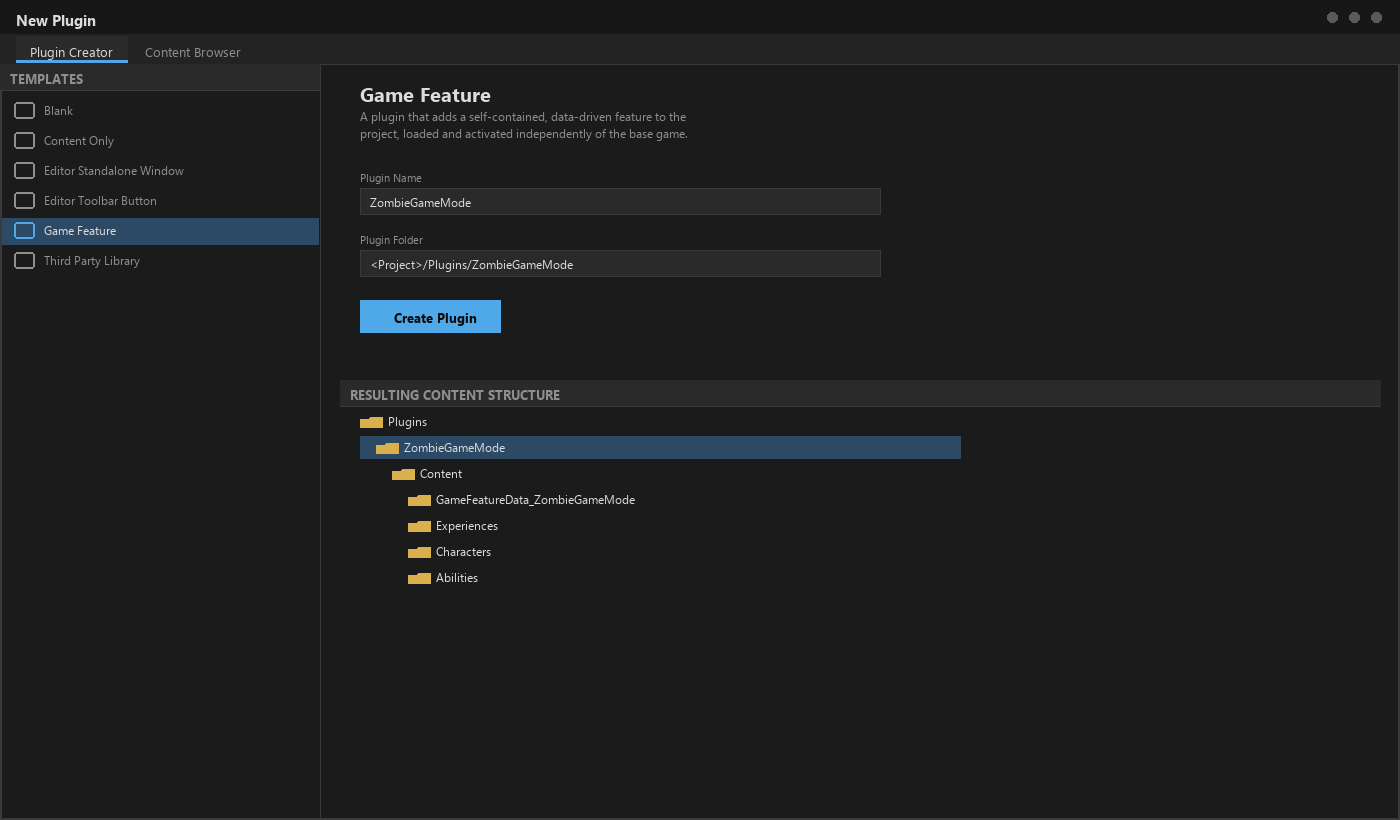 New Plugin
Plugin Creator
Content Browser
TEMPLATES
Blank
Content Only
Editor Standalone Window
Editor Toolbar Button
Game Feature
Third Party Library
Game Feature
A plugin that adds a self-contained, data-driven feature to the
project, loaded and activated independently of the base game.
Plugin Name
ZombieGameMode
Plugin Folder
<Project>/Plugins/ZombieGameMode
Create Plugin
RESULTING CONTENT STRUCTURE
Plugins
ZombieGameMode
Content
GameFeatureData_ZombieGameMode
Experiences
Characters
Abilities